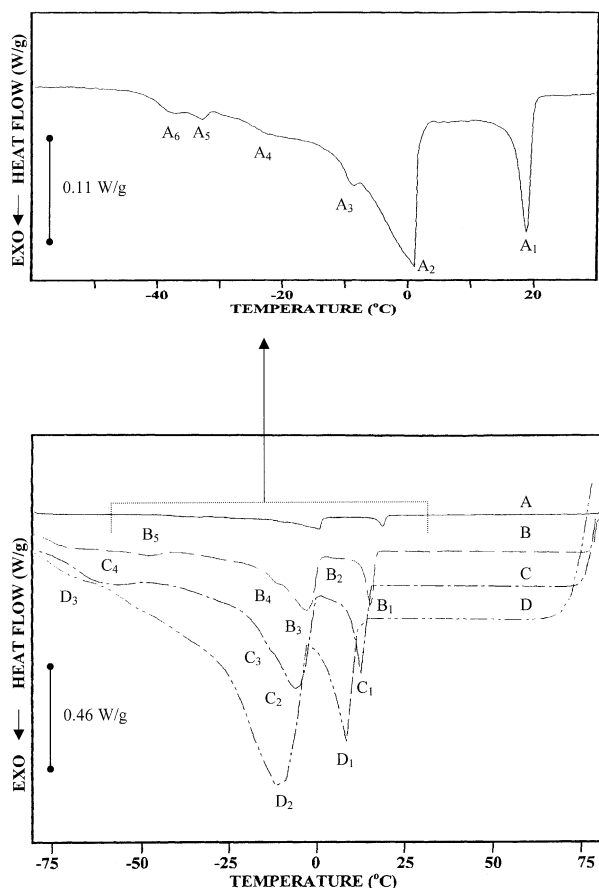 EXO ← HEAT FLOW (W/g)
0.11 W/g
A6
A5
A4
A3
A2
A1
-40
-20
0
20
TEMPERATURE (°C)
EXO ← HEAT FLOW (W/g)
0.46 W/g
A
B
C
D
B5
B4
B3
B2
B1
C4
C3
C2
C1
D3
D2
D1
-75
-50
-25
0
25
50
75
TEMPERATURE (°C)